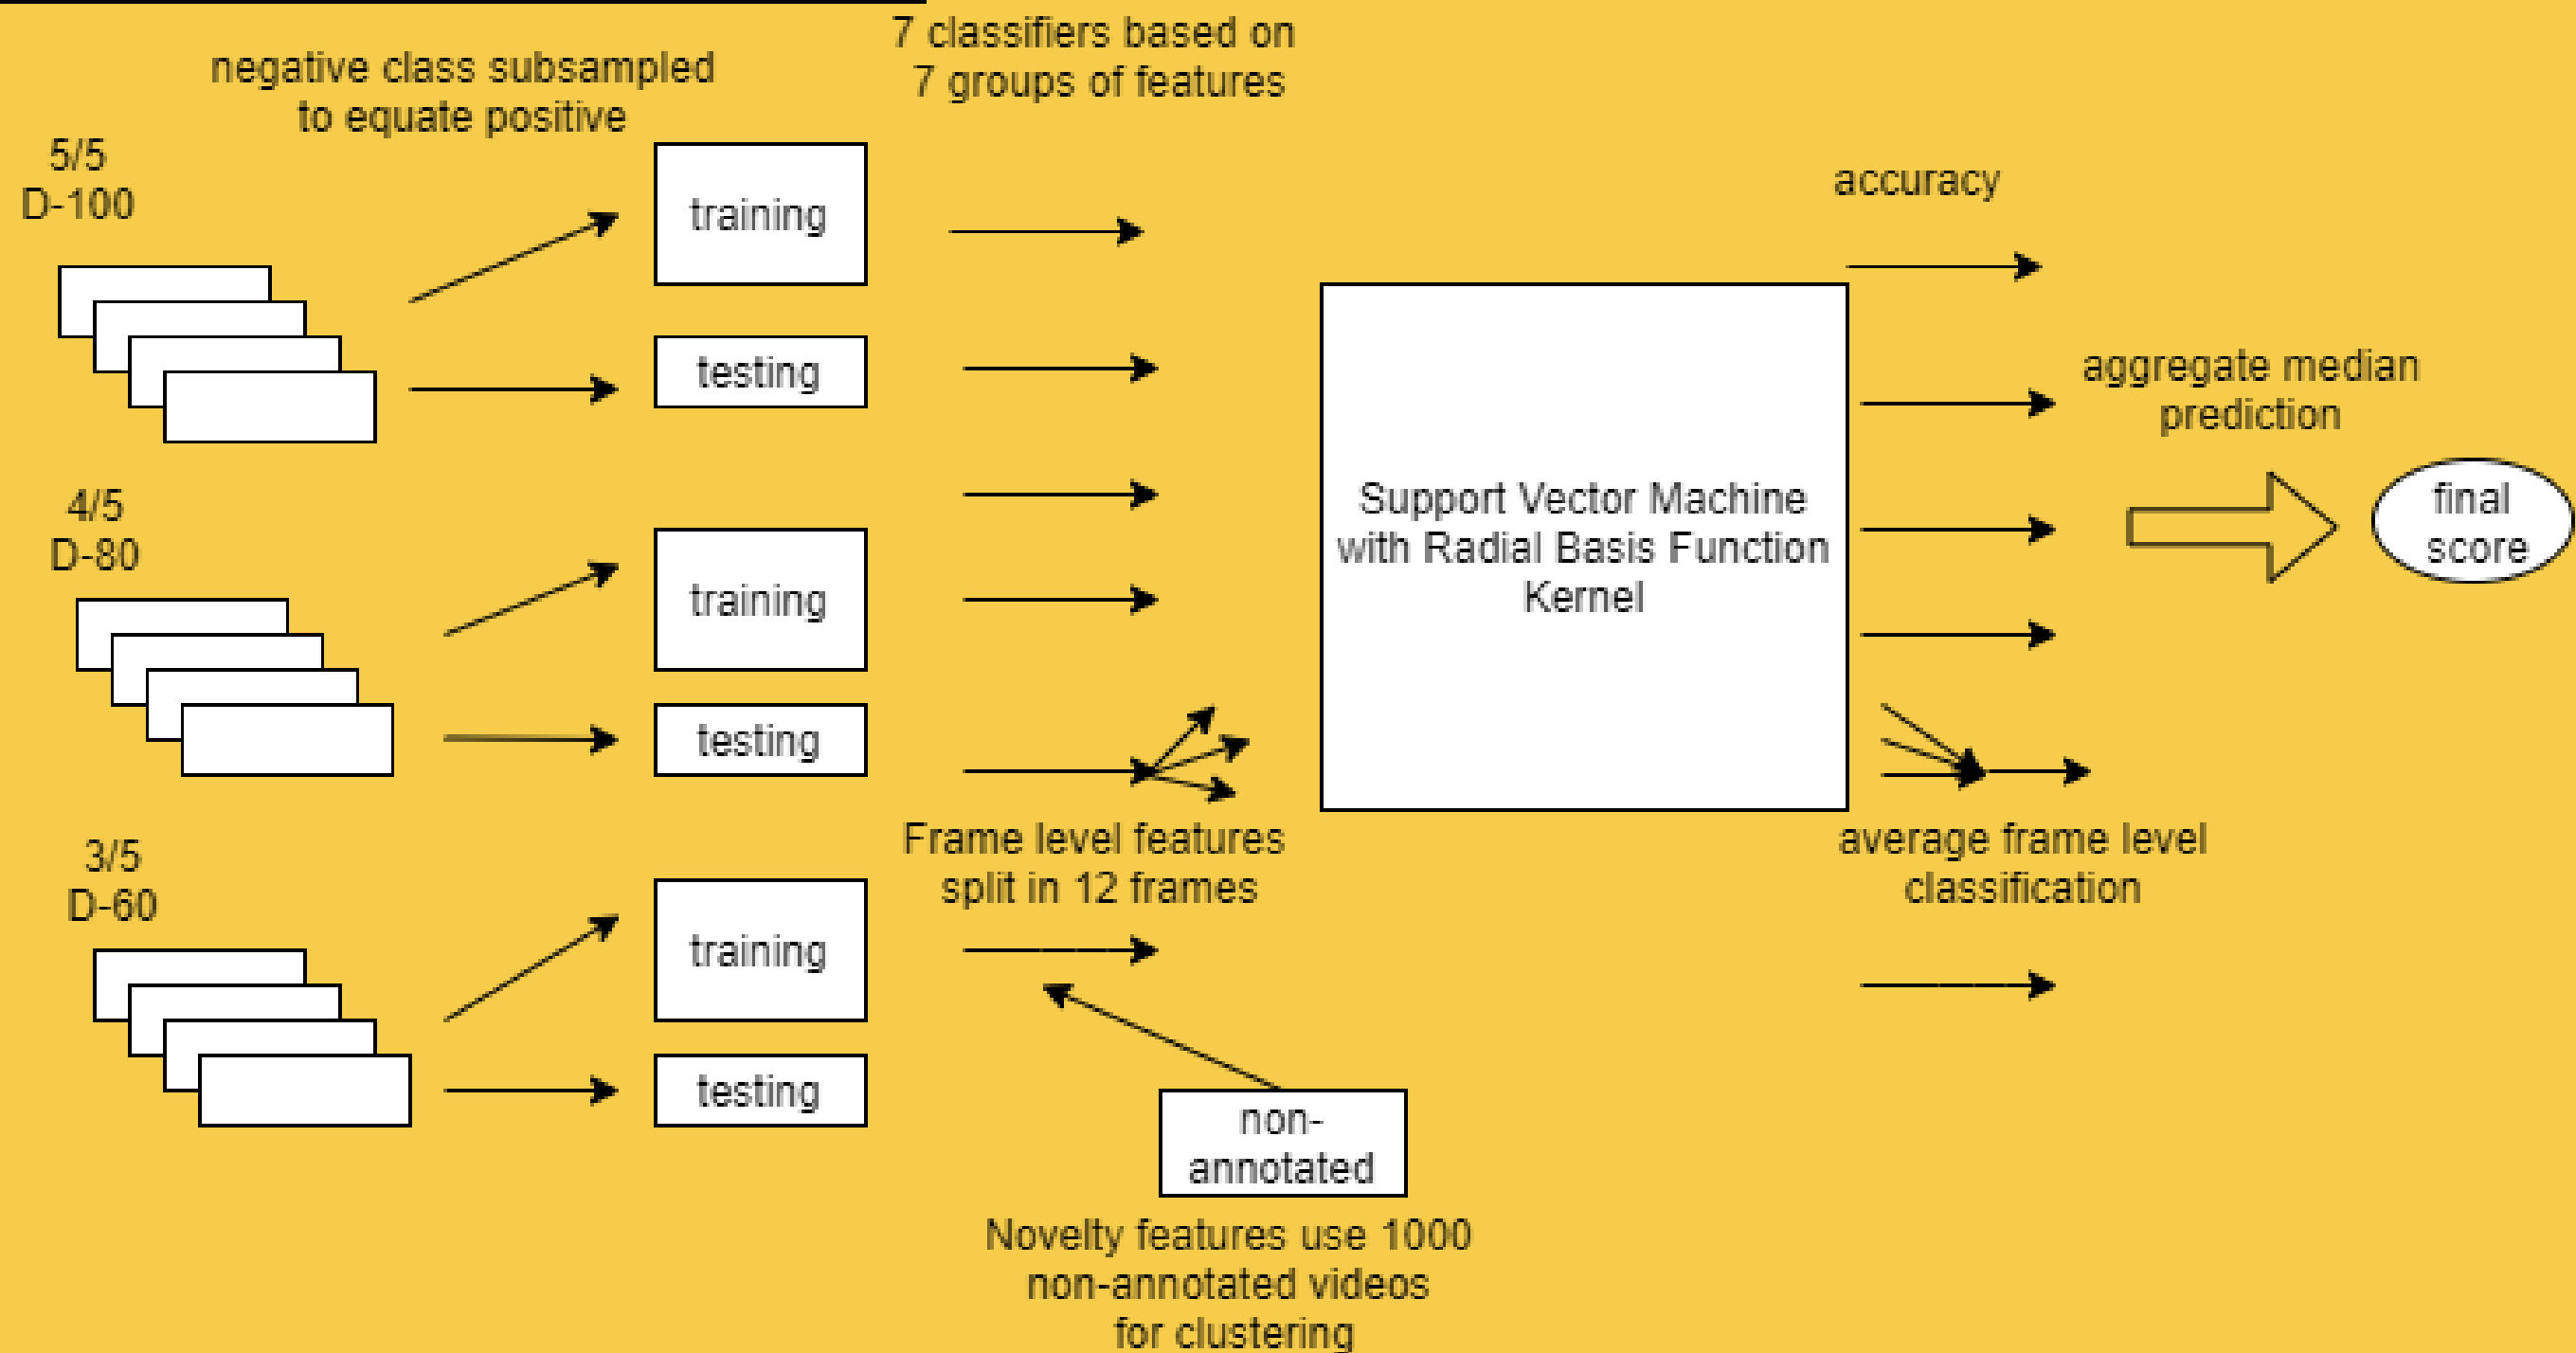 negative class subsampled
to equate positive
7 classifiers based on
7 groups of features
5/5
D-100
training
testing
accuracy
aggregate median
prediction
4/5
D-80
training
testing
Support Vector Machine
with Radial Basis Function
Kernel
final
score
Frame level features
split in 12 frames
average frame level
classification
3/5
D-60
training
testing
non-
annotated
Novelty features use 1000
non-annotated videos
for clustering